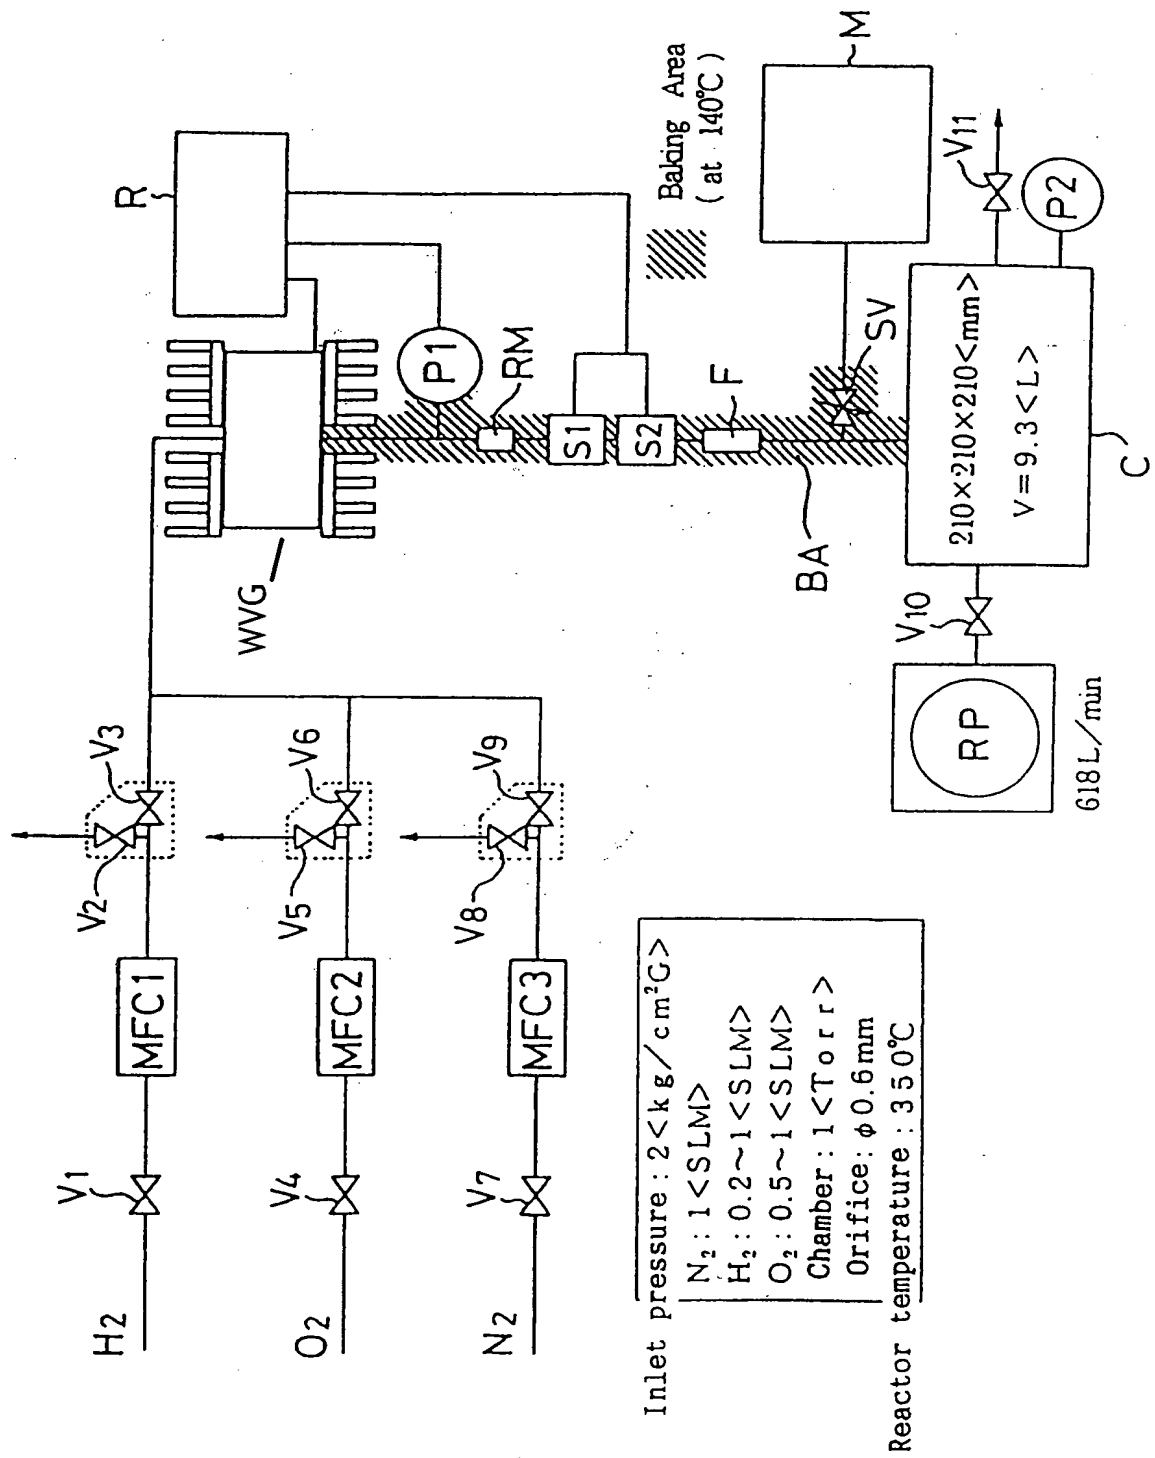 H2
V1
MFC1
V2
V3
O2
V4
MFC2
V5
V6
N2
V7
MFC3
V8
V9
WVG
R
P1
RM
S1
S2
F
BA
SV
M
Baking Area
(at 140℃)
210×210×210<mm>
V=9.3<L>
C
V10
V11
P2
RP
618L/min
Inlet pressure:2<kg/cm²G>
N₂:1<SLM>
H₂:0.2~1<SLM>
O₂:0.5~1<SLM>
Chamber:1<Torr>
Orifice:φ0.6mm
Reactor temperature:350℃